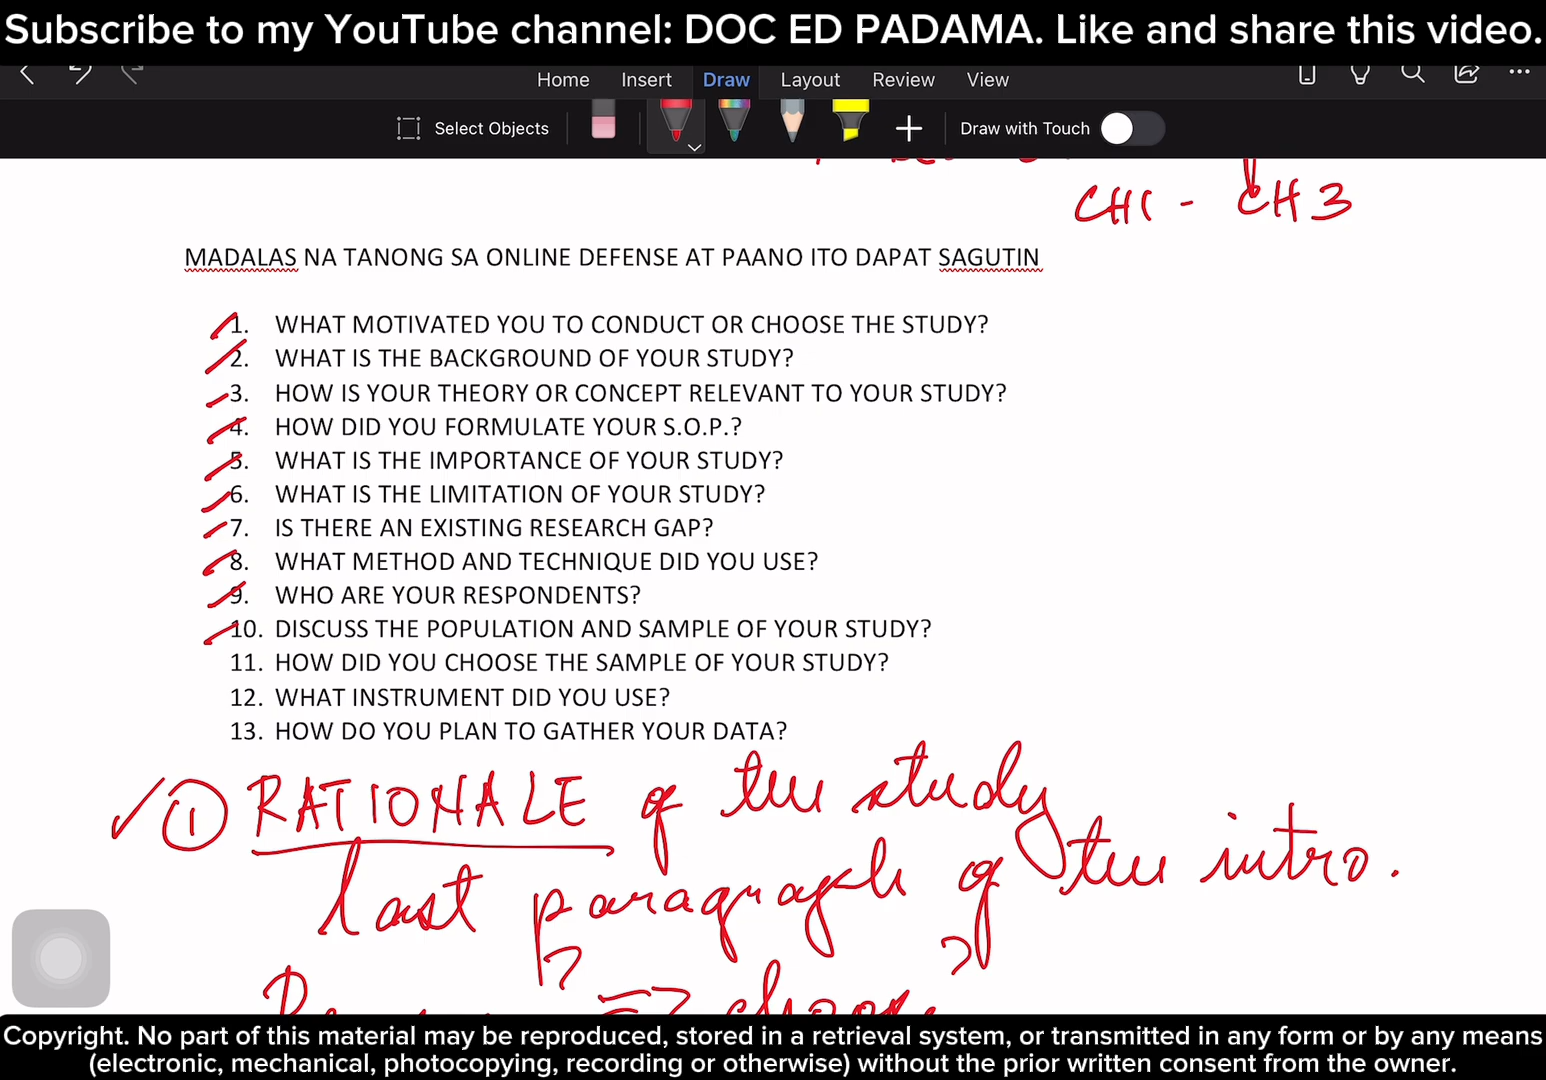 Subscribe to my YouTube channel: DOC ED PADAMA. Like and share this video.
Home Insert Draw Layout Review View
Select Objects Draw with Touch
CH1 - CH3
MADALAS NA TANONG SA ONLINE DEFENSE AT PAANO ITO DAPAT SAGUTIN
1. WHAT MOTIVATED YOU TO CONDUCT OR CHOOSE THE STUDY?
2. WHAT IS THE BACKGROUND OF YOUR STUDY?
3. HOW IS YOUR THEORY OR CONCEPT RELEVANT TO YOUR STUDY?
4. HOW DID YOU FORMULATE YOUR S.O.P.?
5. WHAT IS THE IMPORTANCE OF YOUR STUDY?
6. WHAT IS THE LIMITATION OF YOUR STUDY?
7. IS THERE AN EXISTING RESEARCH GAP?
8. WHAT METHOD AND TECHNIQUE DID YOU USE?
9. WHO ARE YOUR RESPONDENTS?
10. DISCUSS THE POPULATION AND SAMPLE OF YOUR STUDY?
11. HOW DID YOU CHOOSE THE SAMPLE OF YOUR STUDY?
12. WHAT INSTRUMENT DID YOU USE?
13. HOW DO YOU PLAN TO GATHER YOUR DATA?
1 RATIONALE of the study
last paragraph of the intro.
Copyright. No part of this material may be reproduced, stored in a retrieval system, or transmitted in any form or by any means
(electronic, mechanical, photocopying, recording or otherwise) without the prior written consent from the owner.